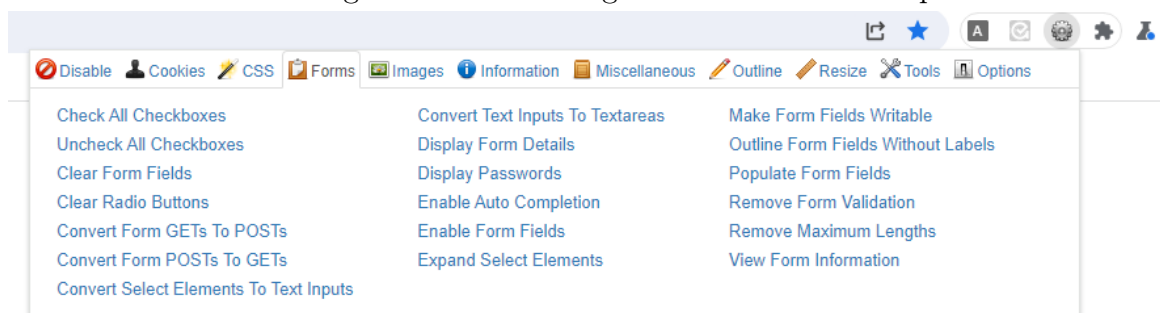 Disable Cookies CSS Forms Images Information Miscellaneous Outline Resize Tools Options
Check All Checkboxes
Uncheck All Checkboxes
Clear Form Fields
Clear Radio Buttons
Convert Form GETs To POSTs
Convert Form POSTs To GETs
Convert Select Elements To Text Inputs
Convert Text Inputs To Textareas
Display Form Details
Display Passwords
Enable Auto Completion
Enable Form Fields
Expand Select Elements
Make Form Fields Writable
Outline Form Fields Without Labels
Populate Form Fields
Remove Form Validation
Remove Maximum Lengths
View Form Information